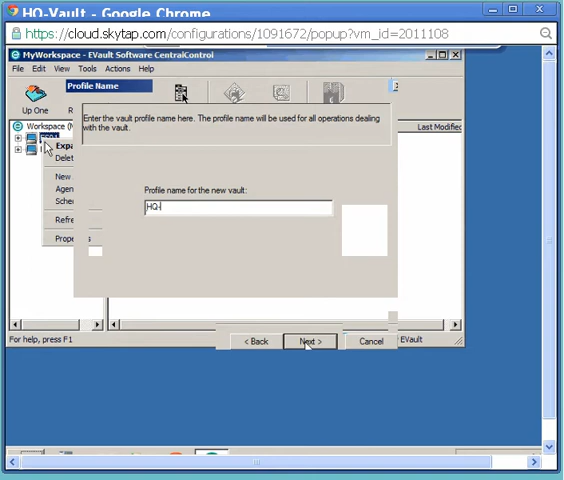 HQ-Vault - Google Chrome
https://cloud.skytap.com/configurations/1091672/popup?vm_id=2011108
MyWorkspace - EVault Software CentralControl
File Edit View Tools Actions Help
Profile Name
Up One R
Enter the vault profile name here. The profile name will be used for all operations dealing
with the vault.
Workspace (
Last Modified
Expa
Delet
New
Agen
Sche
Refre
Prope s
Profile name for the new vault:
HQ-
For help, press F1
< Back Next > Cancel
EVault